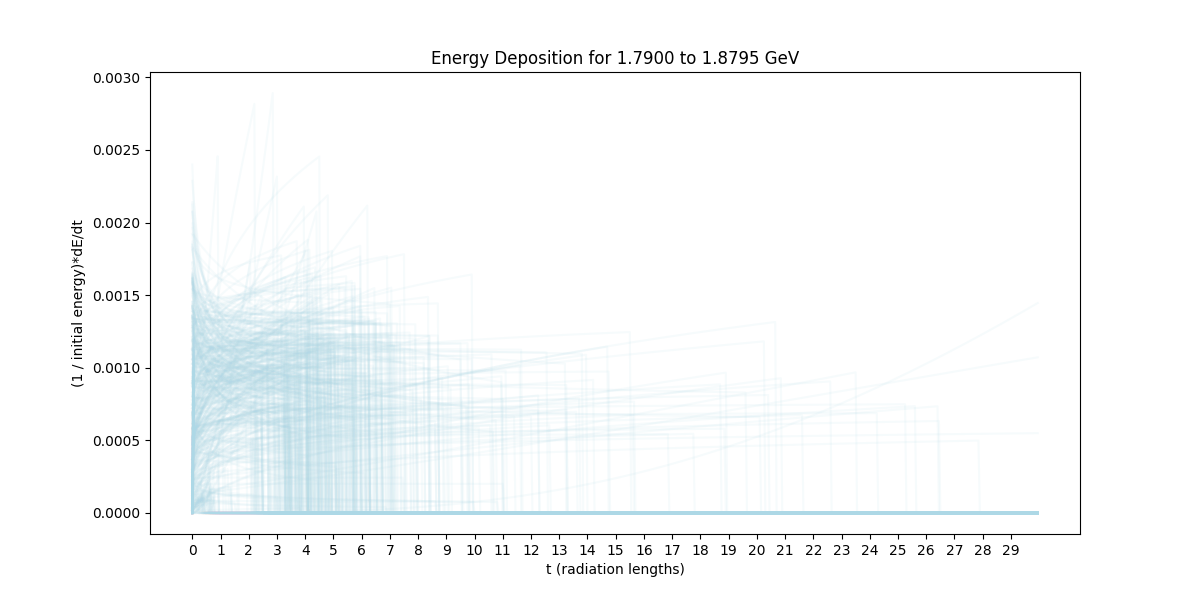 Energy Deposition for 1.7900 to 1.8795 GeV
(1 / initial energy)*dE/dt
0.0030
0.0025
0.0020
0.0015
0.0010
0.0005
0.0000
0 1 2 3 4 5 6 7 8 9 10 11 12 13 14 15 16 17 18 19 20 21 22 23 24 25 26 27 28 29
t (radiation lengths)